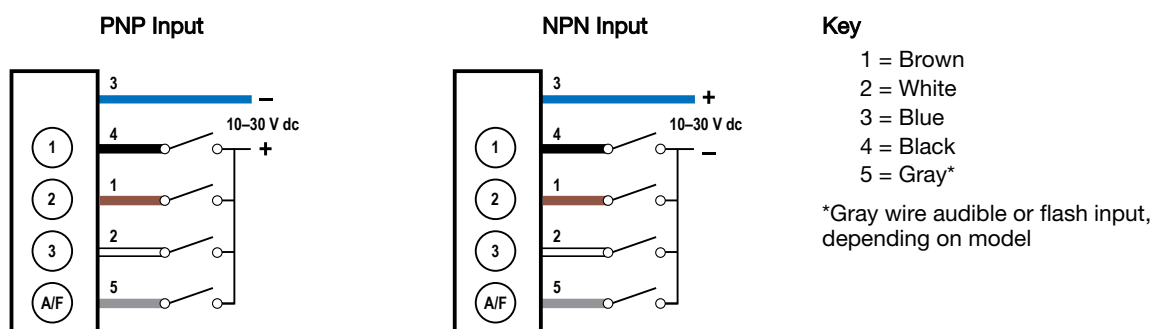 PNP Input
3
−
10–30 V dc
1
4
+
2
1
3
2
A/F
5
NPN Input
3
+
10–30 V dc
1
4
−
2
1
3
2
A/F
5
Key
1 = Brown
2 = White
3 = Blue
4 = Black
5 = Gray*
*Gray wire audible or flash input,
depending on model